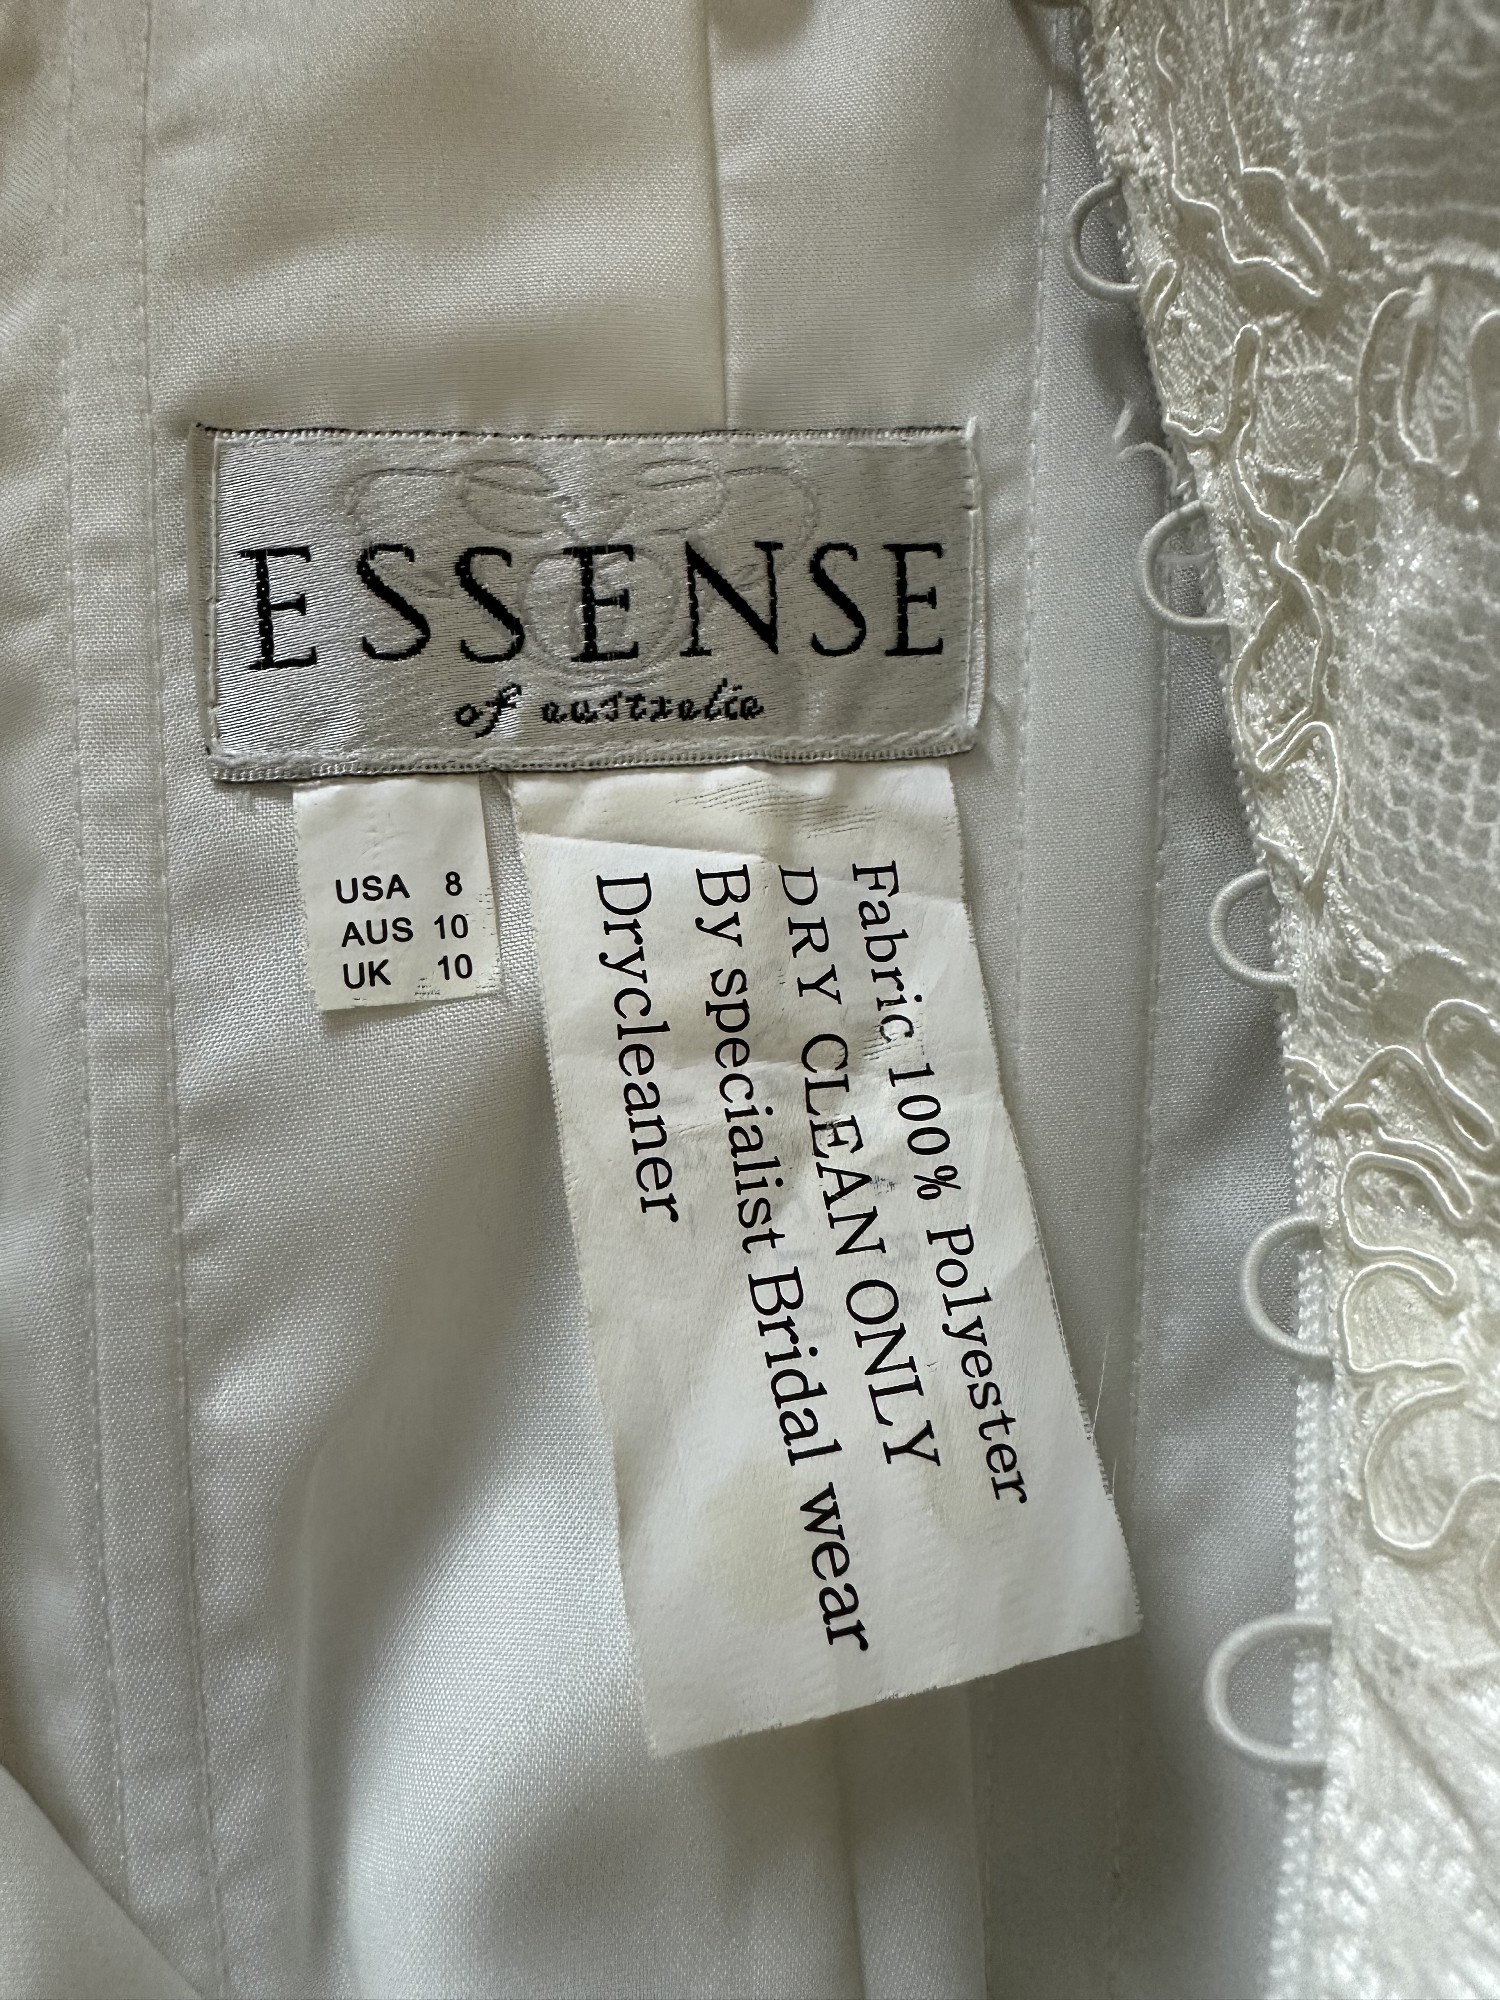 ESSENSE
of australia
USA 8
AUS 10
UK 10
Fabric 100% Polyester
DRY CLEAN ONLY
By specialist Bridal wear
Drycleaner